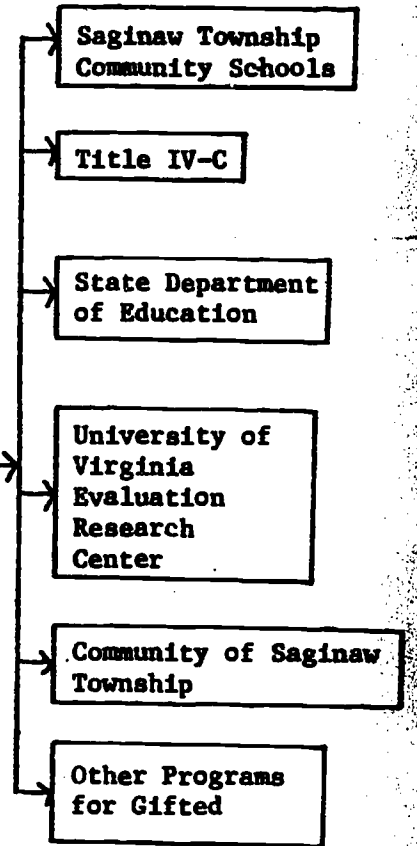 Saginaw Township
Community Schools
Title IV-C
State Department
of Education
University of
Virginia
Evaluation
Research
Center
Community of Saginaw
Township
Other Programs
for Gifted